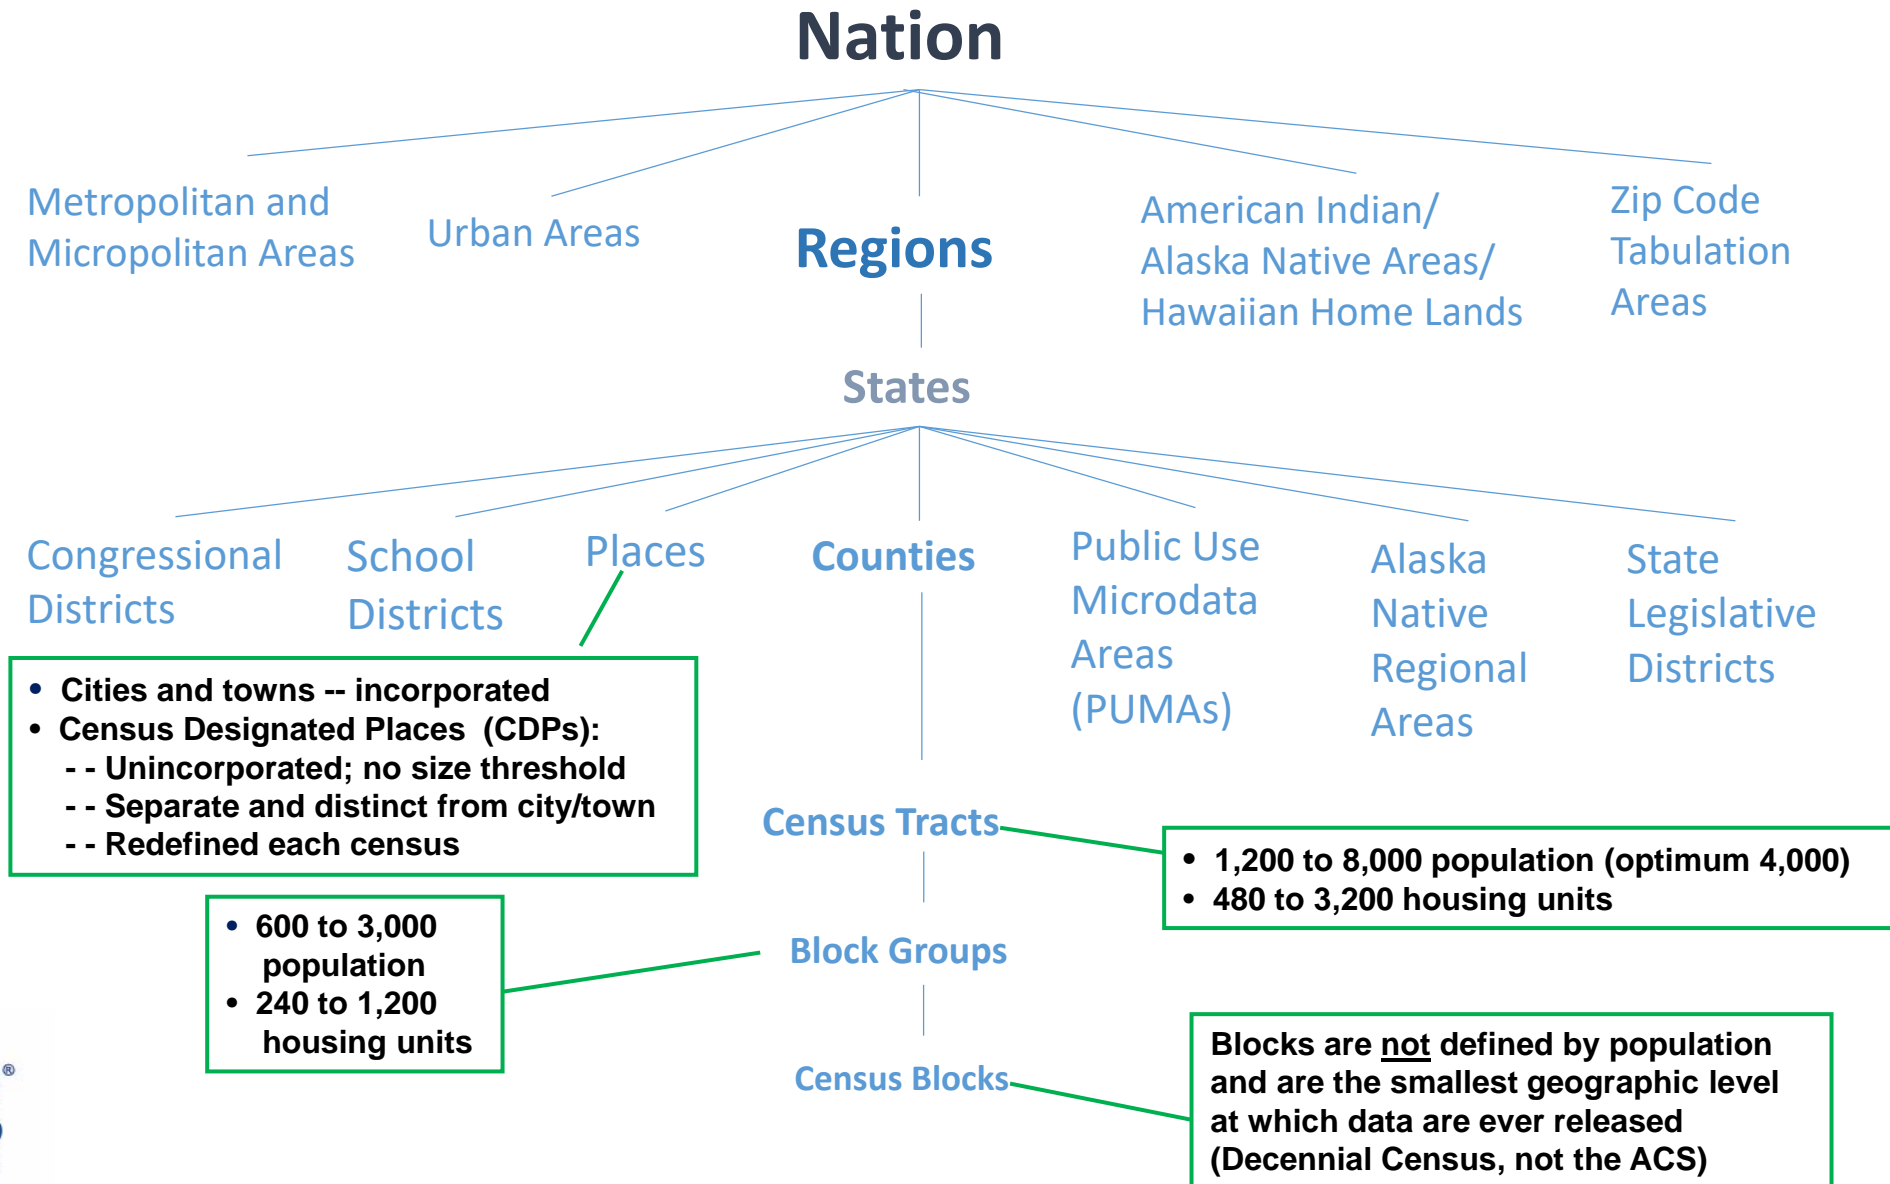 Nation
Metropolitan and
Micropolitan Areas
Urban Areas
Regions
American Indian/
Alaska Native Areas/
Hawaiian Home Lands
Zip Code
Tabulation
Areas
States
Congressional
Districts
School
Districts
Places
Counties
Public Use
Microdata
Areas
(PUMAs)
Alaska
Native
Regional
Areas
State
Legislative
Districts
• Cities and towns -- incorporated
• Census Designated Places (CDPs):
- - Unincorporated; no size threshold
- - Separate and distinct from city/town
- - Redefined each census
Census Tracts
• 1,200 to 8,000 population (optimum 4,000)
• 480 to 3,200 housing units
• 600 to 3,000
population
• 240 to 1,200
housing units
Block Groups
Census Blocks
Blocks are not defined by population
and are the smallest geographic level
at which data are ever released
(Decennial Census, not the ACS)
®